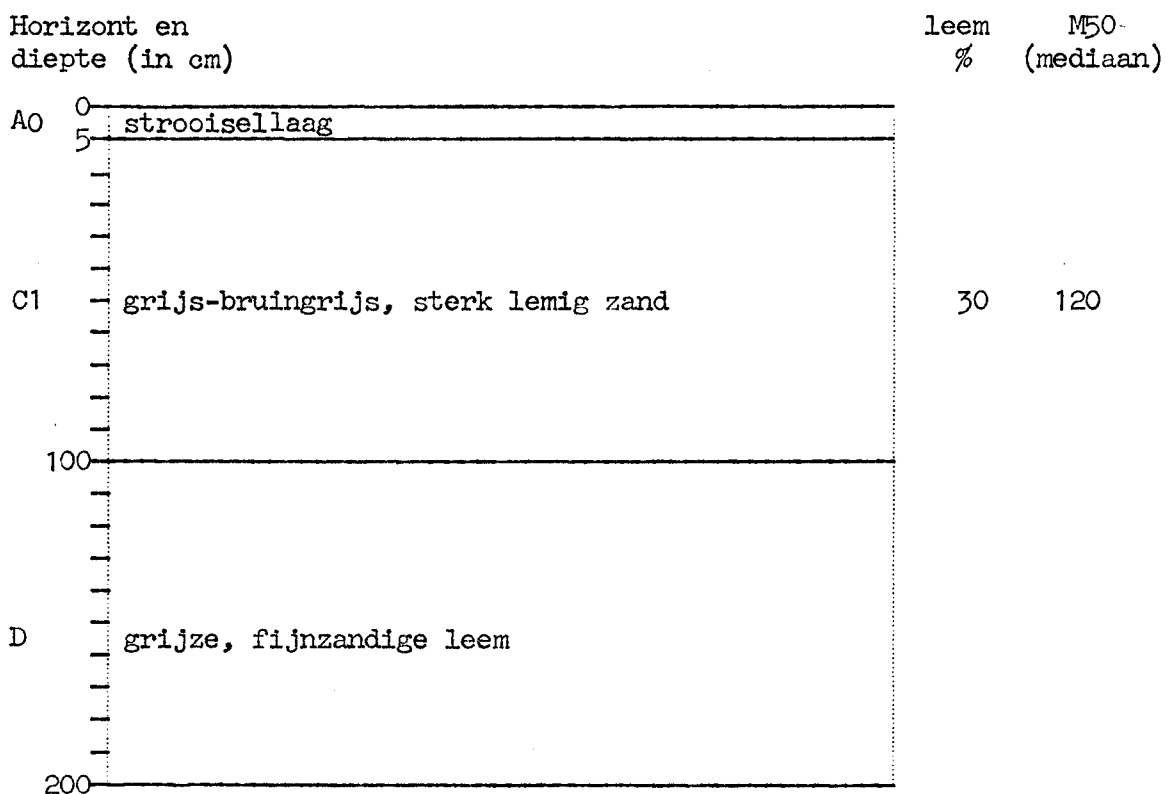 Horizont en leem M50
diepte (in cm) % (mediaan)
0
A0 strooisellaag
5
C1 grijs-bruingrijs, sterk lemig zand 30 120
100
D grijze, fijnzandige leem
200